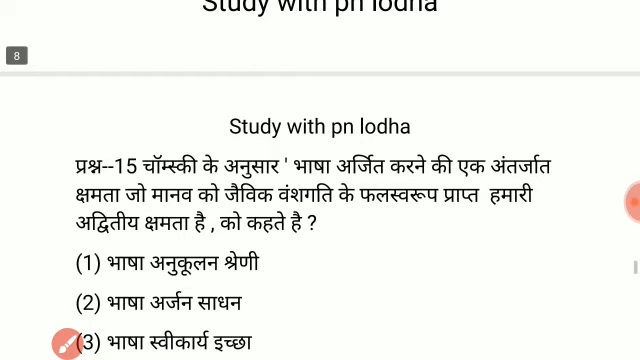 Study with pn lodha
8
Study with pn lodha
प्रश्न--15 चॉम्स्की के अनुसार ' भाषा अर्जित करने की एक अंतर्जात
क्षमता जो मानव को जैविक वंशगति के फलस्वरूप प्राप्त हमारी
अद्वितीय क्षमता है , को कहते है ?
(1) भाषा अनुकूलन श्रेणी
(2) भाषा अर्जन साधन
(3) भाषा स्वीकार्य इच्छा